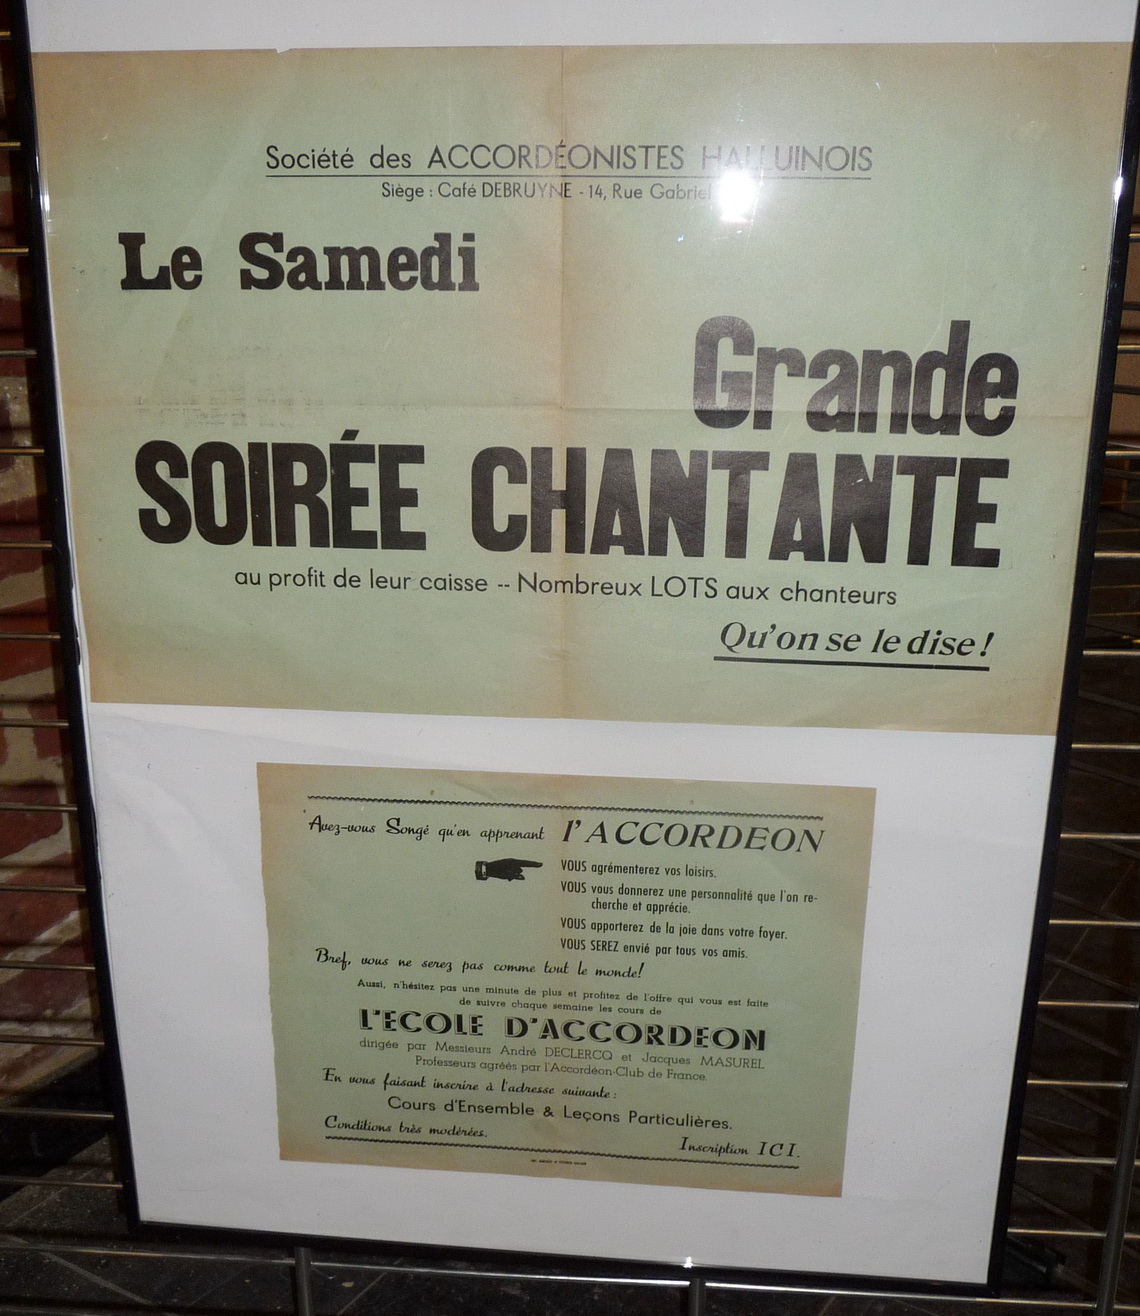 Société des ACCORDÉONISTES HALLUINOIS
Siège : Café DEBRUYNE - 14, Rue Gabriel
Le Samedi
Grande
SOIRÉE CHANTANTE
au profit de leur caisse -- Nombreux LOTS aux chanteurs
Qu'on se le dise !
Avez-vous Songé qu'en apprenant l'ACCORDEON
VOUS agrémenterez vos loisirs.
VOUS vous donnerez une personnalité que l'on re-
cherche et apprécie.
VOUS apporterez de la joie dans votre foyer.
VOUS SEREZ envié par tous vos amis.
Bref, vous ne serez pas comme tout le monde!
Aussi, n'hésitez pas une minute de plus et profitez de l'offre qui vous est faite
de suivre chaque semaine les cours de
L'ECOLE D'ACCORDEON
dirigée par Messieurs André DECLERCQ et Jacques MASUREL
Professeurs agréés par l'Accordéon-Club de France.
En vous faisant inscrire à l'adresse suivante :
Cours d'Ensemble & Leçons Particulières.
Conditions très modérées.
Inscription ICI.